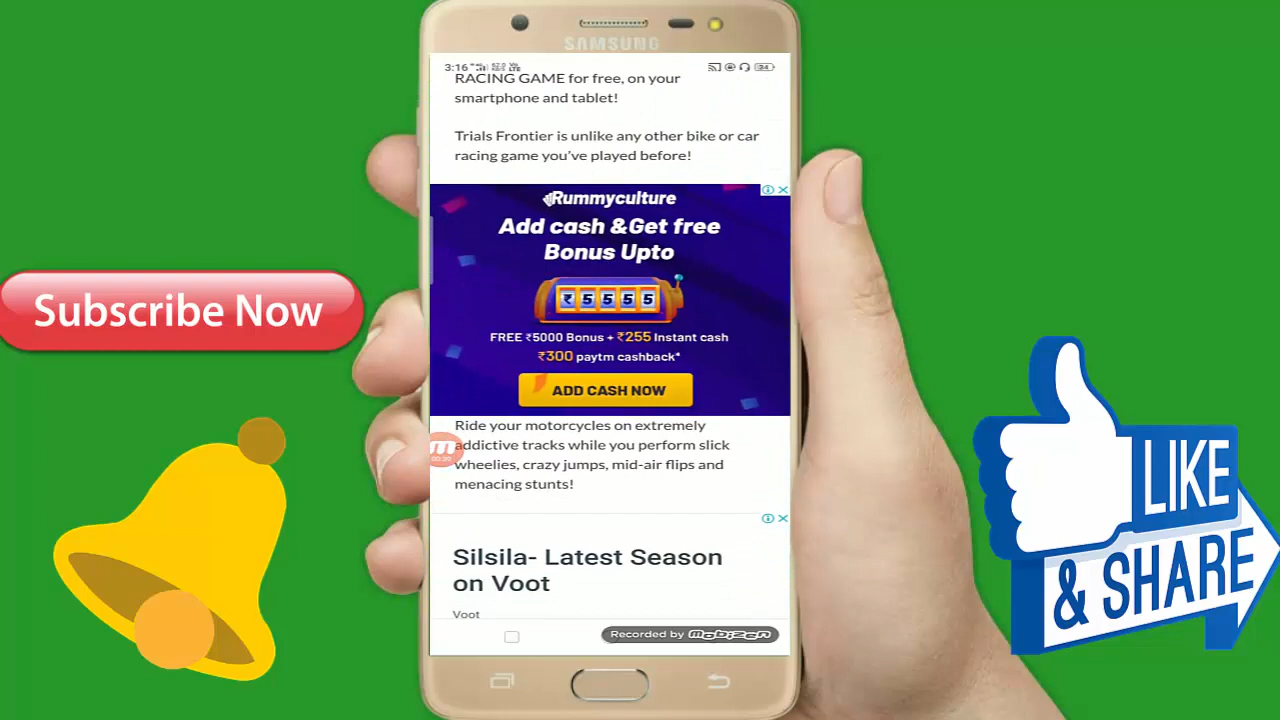 SAMSUNG
3:16
34
RACING GAME for free, on your
smartphone and tablet!
Trials Frontier is unlike any other bike or car
racing game you've played before!
Rummyculture
Add cash &Get free
Bonus Upto
₹5555
FREE ₹5000 Bonus + ₹255 Instant cash
₹300 paytm cashback*
ADD CASH NOW
Ride your motorcycles on extremely
addictive tracks while you perform slick
wheelies, crazy jumps, mid-air flips and
menacing stunts!
Silsila- Latest Season
on Voot
Voot
Recorded by mobizen
Subscribe Now
LIKE
& SHARE